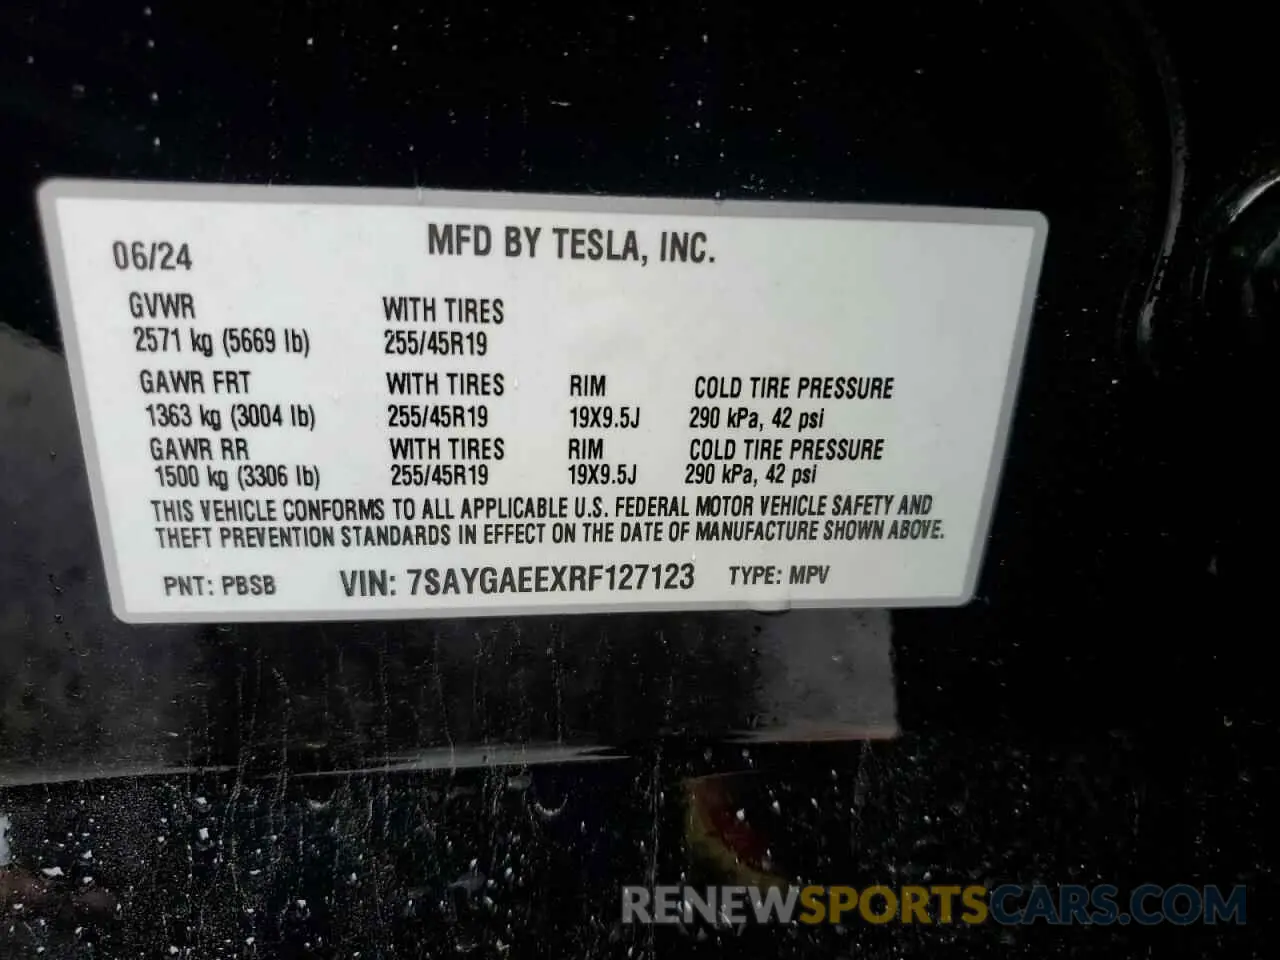 06/24 MFD BY TESLA, INC.
GVWR WITH TIRES
2571 kg (5669 lb) 255/45R19
GAWR FRT WITH TIRES RIM COLD TIRE PRESSURE
1363 kg (3004 lb) 255/45R19 19X9.5J 290 kPa, 42 psi
GAWR RR WITH TIRES RIM COLD TIRE PRESSURE
1500 kg (3306 lb) 255/45R19 19X9.5J 290 kPa, 42 psi
THIS VEHICLE CONFORMS TO ALL APPLICABLE U.S. FEDERAL MOTOR VEHICLE SAFETY AND
THEFT PREVENTION STANDARDS IN EFFECT ON THE DATE OF MANUFACTURE SHOWN ABOVE.
PNT: PBSB VIN: 7SAYGAEEXRF127123 TYPE: MPV
RENEWSPORTSCARS.COM